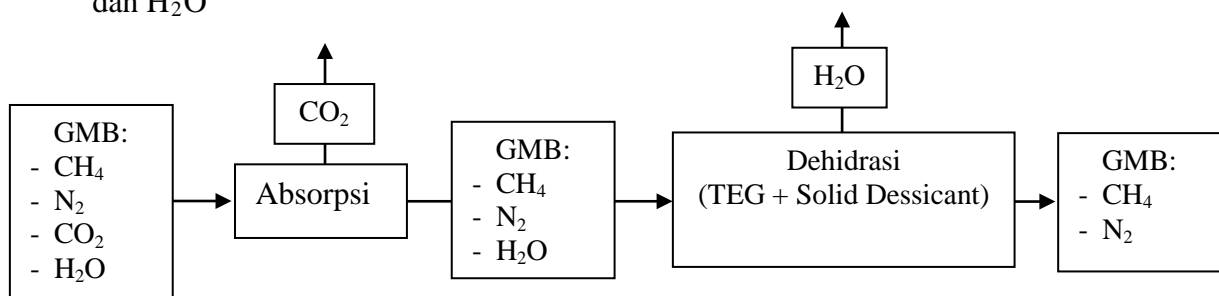 dan H₂O
CO₂
H₂O
GMB:
- CH₄
- N₂
- CO₂
- H₂O
Absorpsi
GMB:
- CH₄
- N₂
- H₂O
Dehidrasi
(TEG + Solid Dessicant)
GMB:
- CH₄
- N₂